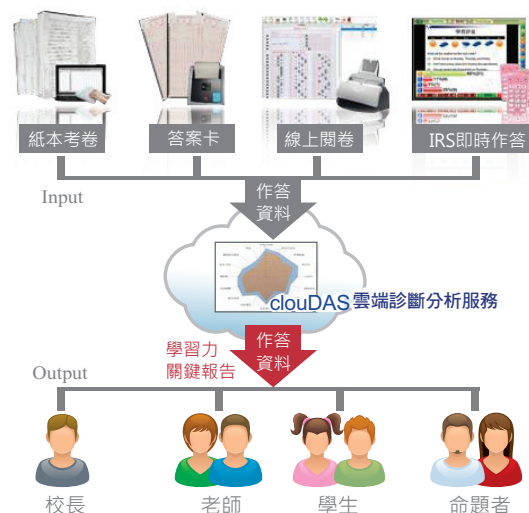 紙本考卷
答案卡
線上閱卷
IRS即時作答
Input
作答
資料
clouDAS 雲端診斷分析服務
學習力
關鍵報告
作答
資料
Output
校長
老師
學生
命題者